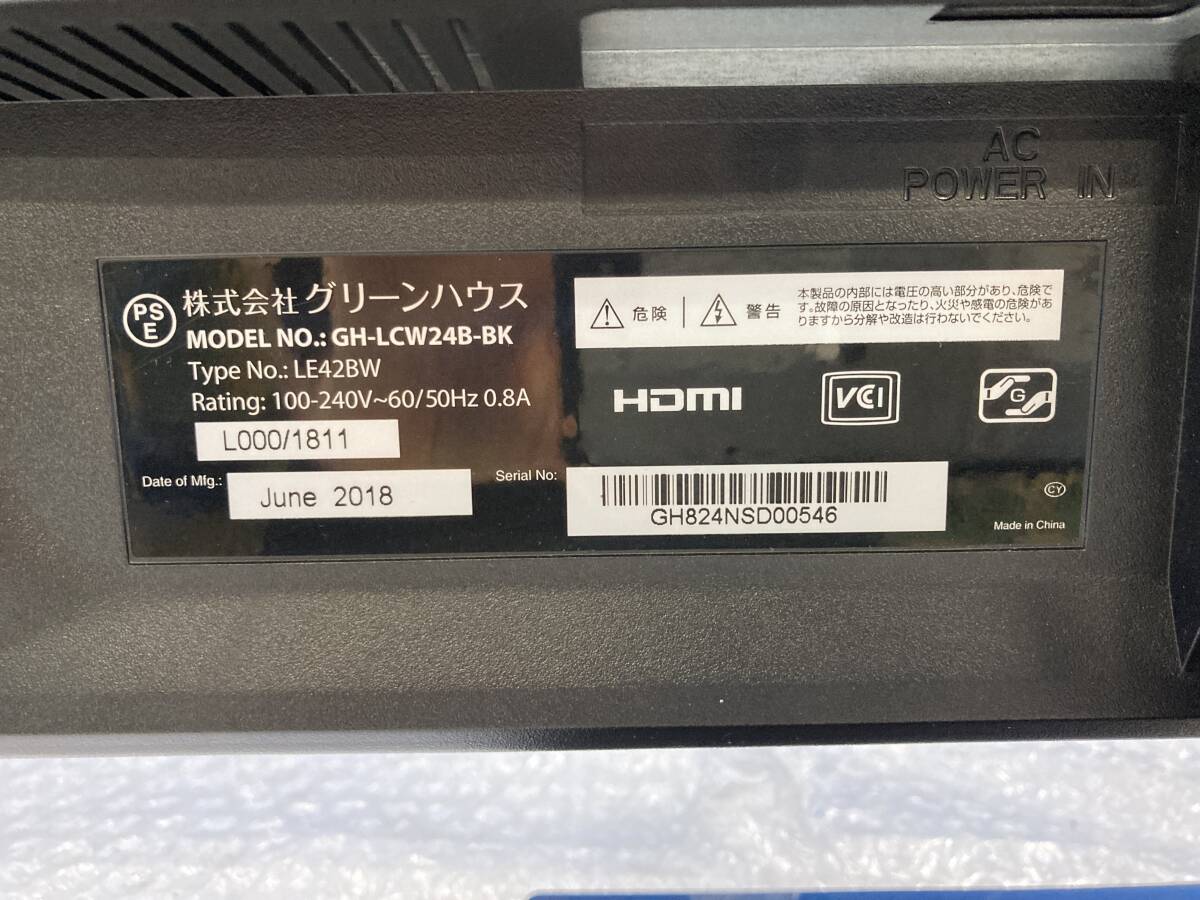 AC
POWER IN
PS
E
株式会社グリーンハウス
MODEL NO.: GH-LCW24B-BK
Type No.: LE42BW
Rating: 100-240V~60/50Hz 0.8A
L000/1811
Date of Mfg.:
June 2018
危険
警告
本製品の内部には電圧の高い部分があり、危険で
す。故障の原因となったり、火災や感電の危険があ
りますから分解や改造は行わないでください。
HDMI
VCCI
G
Serial No:
GH824NSD00546
CY
Made in China